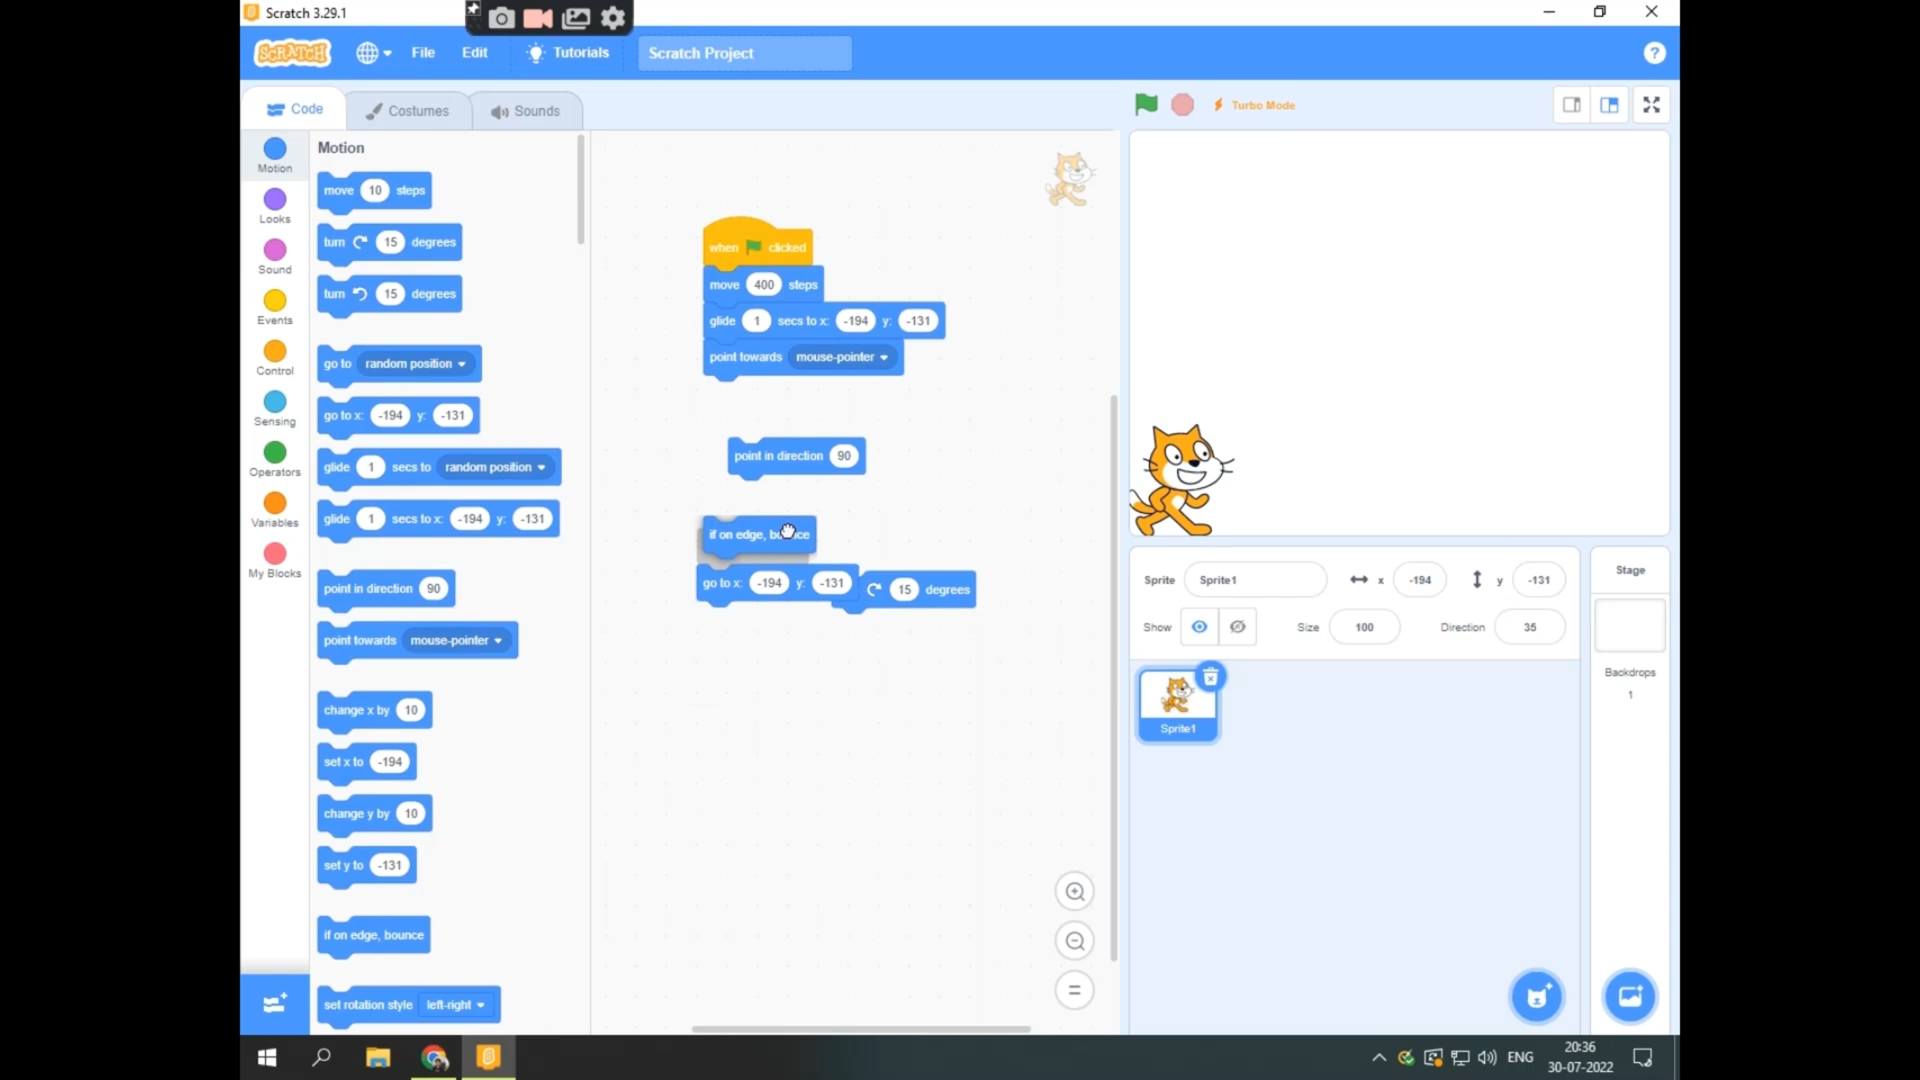 Scratch 3.29.1
SCRATCH
File
Edit
Tutorials
Scratch Project
?
Code
Costumes
Sounds
Turbo Mode
Motion
Looks
Sound
Events
Control
Sensing
Operators
Variables
My Blocks
Motion
move 10 steps
turn 15 degrees
turn 15 degrees
go to random position
go to x: -194 y: -131
glide 1 secs to random position
glide 1 secs to x: -194 y: -131
point in direction 90
point towards mouse-pointer
change x by 10
set x to -194
change y by 10
set y to -131
if on edge, bounce
set rotation style left-right
when clicked
move 400 steps
glide 1 secs to x: -194 y: -131
point towards mouse-pointer
point in direction 90
if on edge, bounce
go to x: -194 y: -131
15 degrees
Sprite Sprite1 x -194 y -131
Show Size 100 Direction 35
Sprite1
Stage
Backdrops
1
ENG
20:36
30-07-2022